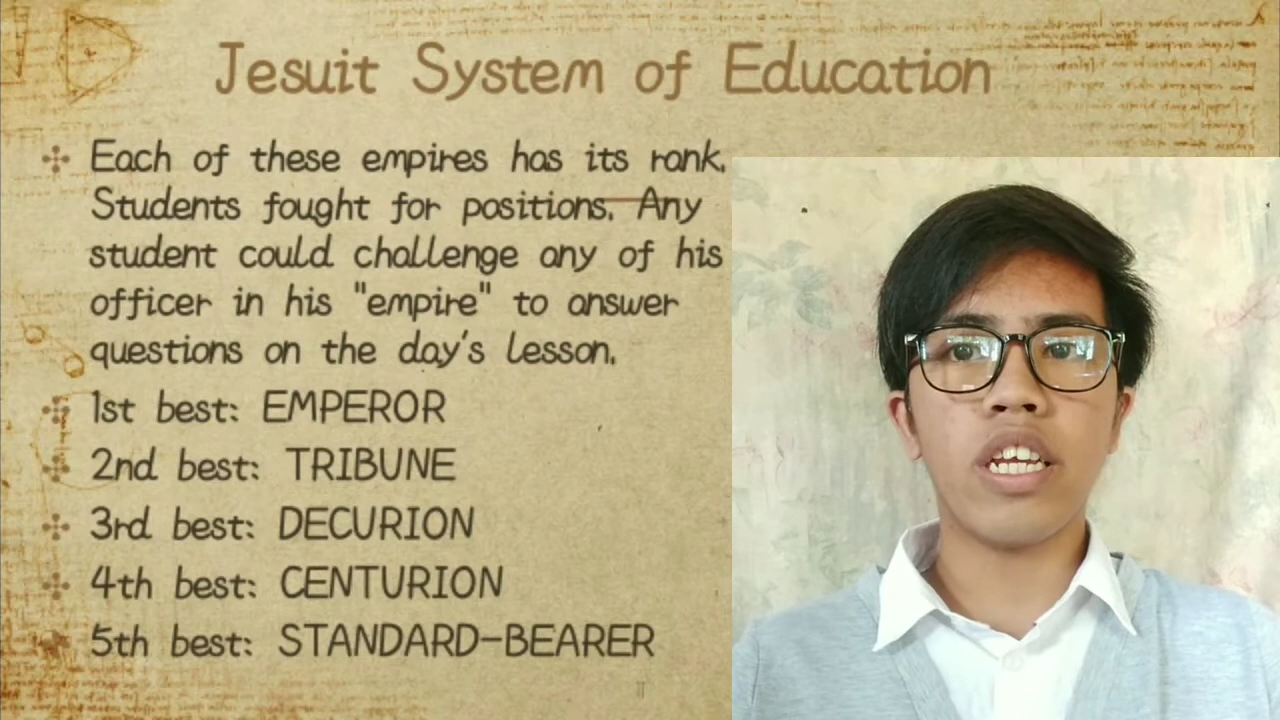 Jesuit System of Education
Each of these empires has its rank.
Students fought for positions. Any
student could challenge any of his
officer in his "empire" to answer
questions on the day's lesson.
1st best: EMPEROR
2nd best: TRIBUNE
3rd best: DECURION
4th best: CENTURION
5th best: STANDARD-BEARER